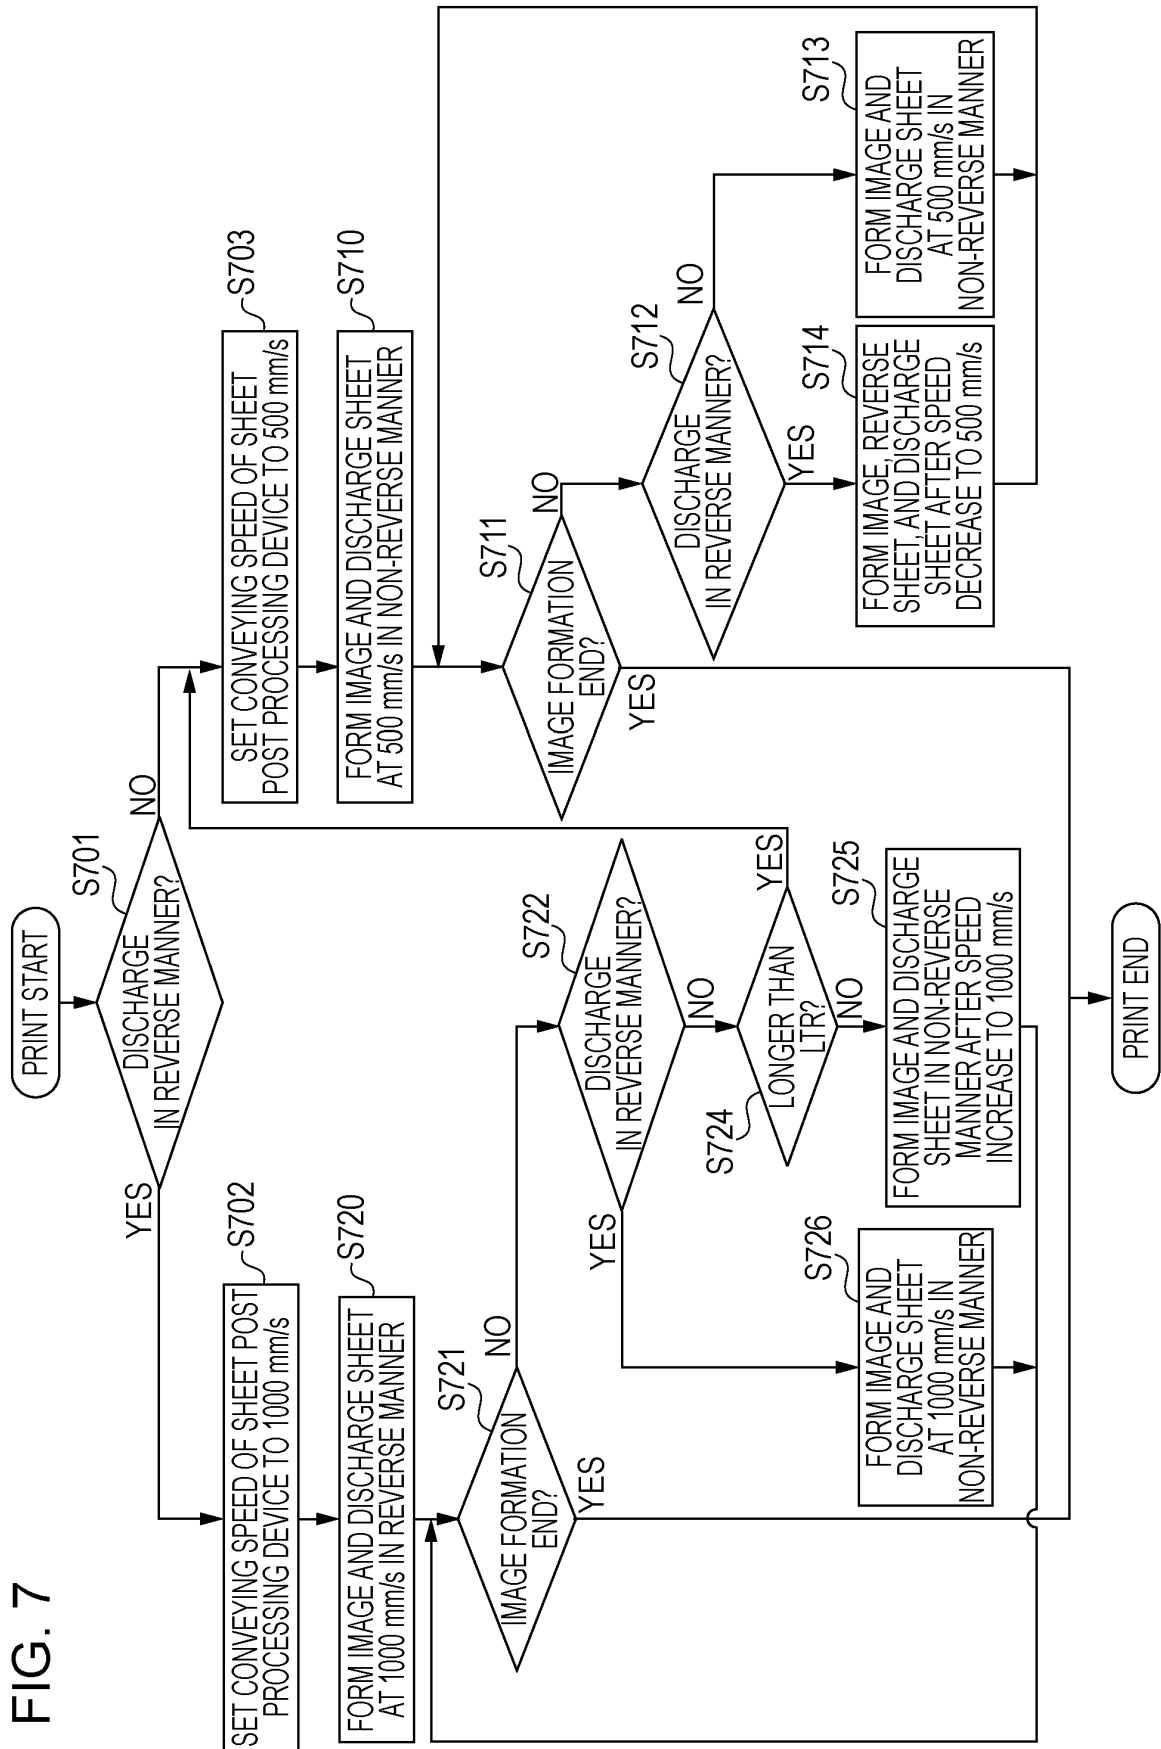 FIG. 7
PRINT START
S701
DISCHARGE
IN REVERSE MANNER?
YES
NO
S702
SET CONVEYING SPEED OF SHEET POST
PROCESSING DEVICE TO 1000 mm/s
S703
SET CONVEYING SPEED OF SHEET
POST PROCESSING DEVICE TO 500 mm/s
S720
FORM IMAGE AND DISCHARGE SHEET
AT 1000 mm/s IN REVERSE MANNER
S710
FORM IMAGE AND DISCHARGE SHEET
AT 500 mm/s IN NON-REVERSE MANNER
S721
IMAGE FORMATION
END?
NO
YES
S711
IMAGE FORMATION
END?
NO
YES
S722
DISCHARGE
IN REVERSE MANNER?
YES
NO
S712
DISCHARGE
IN REVERSE MANNER?
NO
YES
S724
LONGER THAN
LTR?
YES
NO
S726
FORM IMAGE AND
DISCHARGE SHEET
AT 1000 mm/s IN
NON-REVERSE MANNER
S725
FORM IMAGE AND DISCHARGE
SHEET IN NON-REVERSE
MANNER AFTER SPEED
INCREASE TO 1000 mm/s
S714
FORM IMAGE, REVERSE
SHEET, AND DISCHARGE
SHEET AFTER SPEED
DECREASE TO 500 mm/s
S713
FORM IMAGE AND
DISCHARGE SHEET
AT 500 mm/s IN
NON-REVERSE MANNER
PRINT END